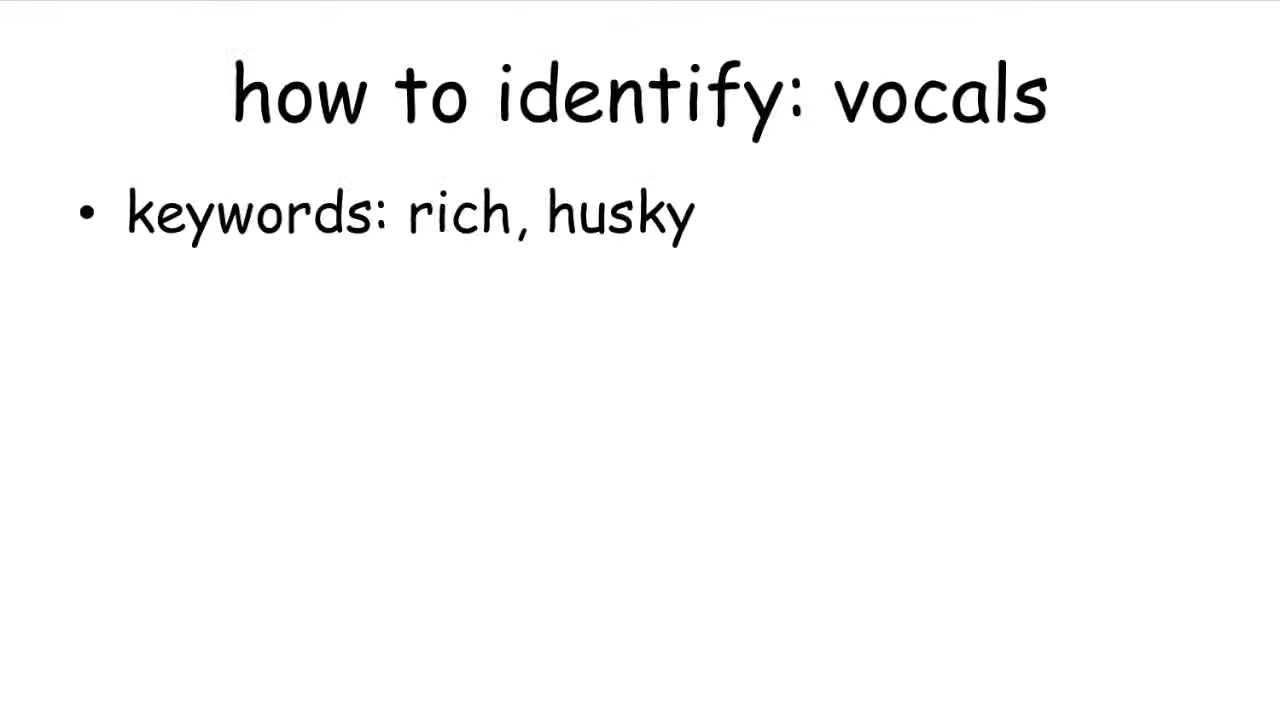 how to identify: vocals
• keywords: rich, husky